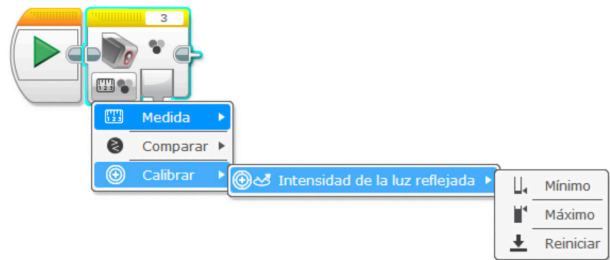 3
Medida
Comparar
Calibrar
Intensidad de la luz reflejada
Mínimo
Máximo
Reiniciar